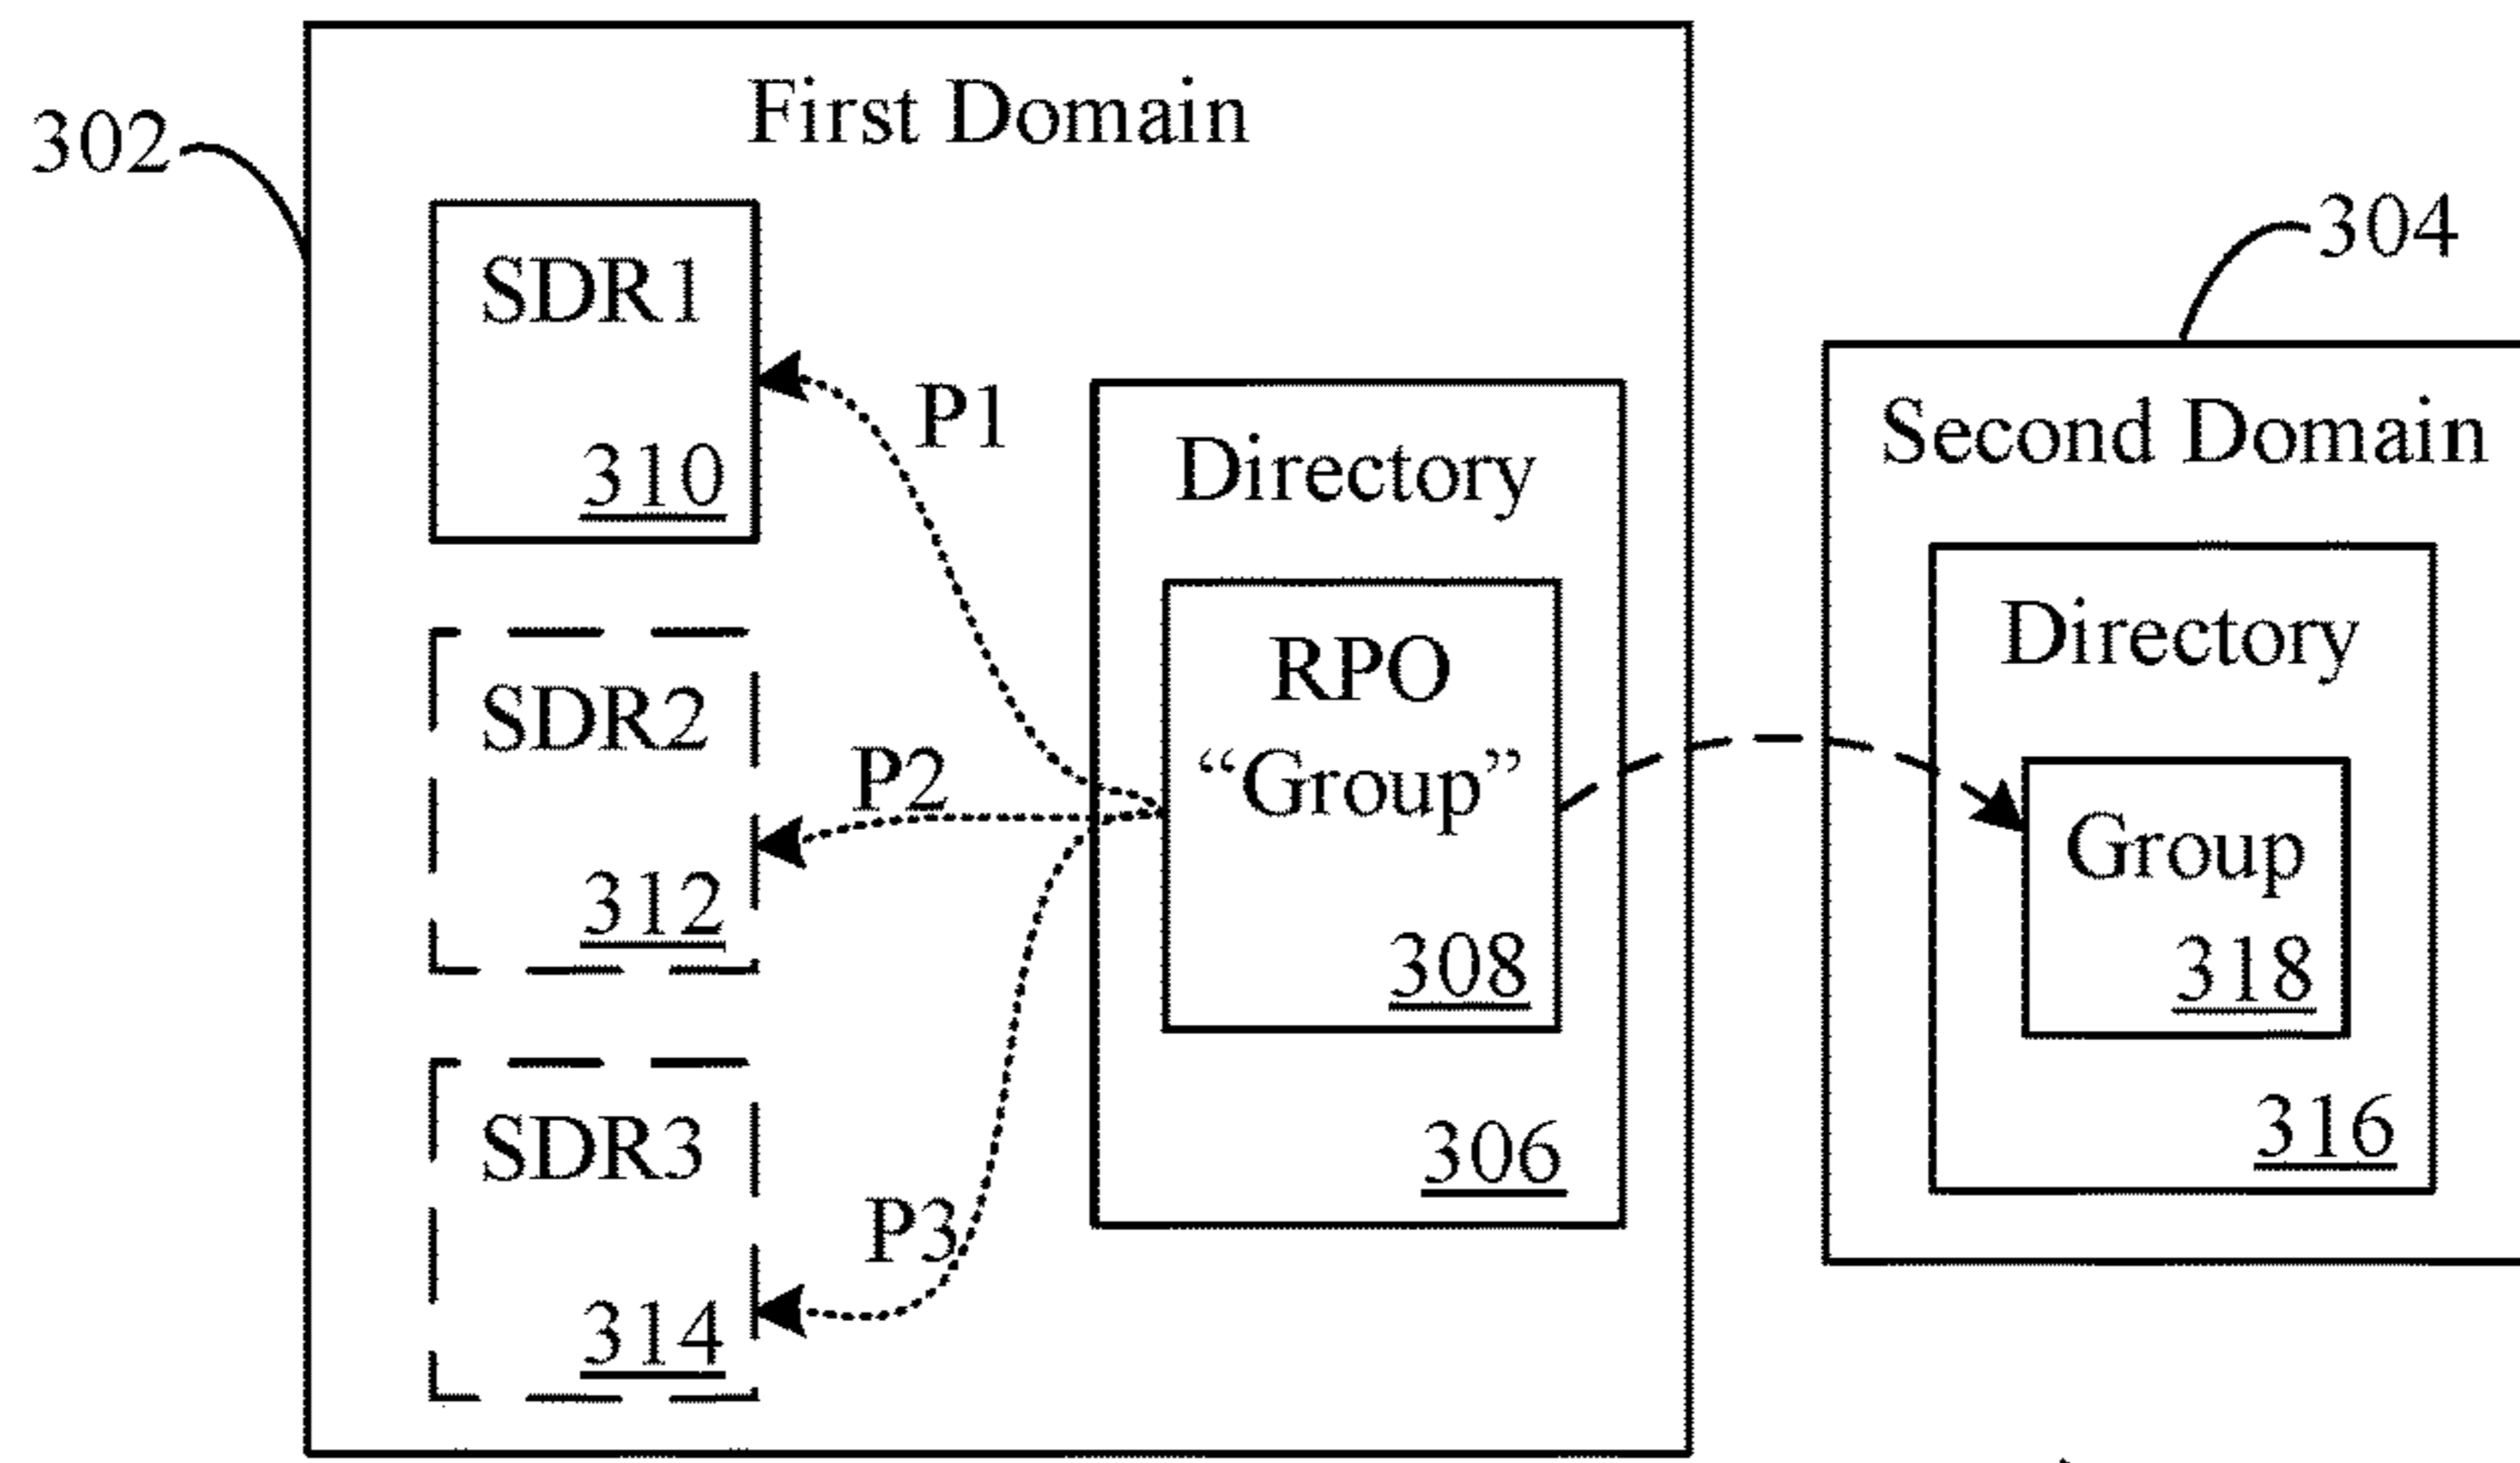 302
First Domain
SDR1
310
P1
SDR2
312
P2
SDR3
314
P3
Directory
RPO
“Group”
308
306
304
Second Domain
Directory
Group
318
316